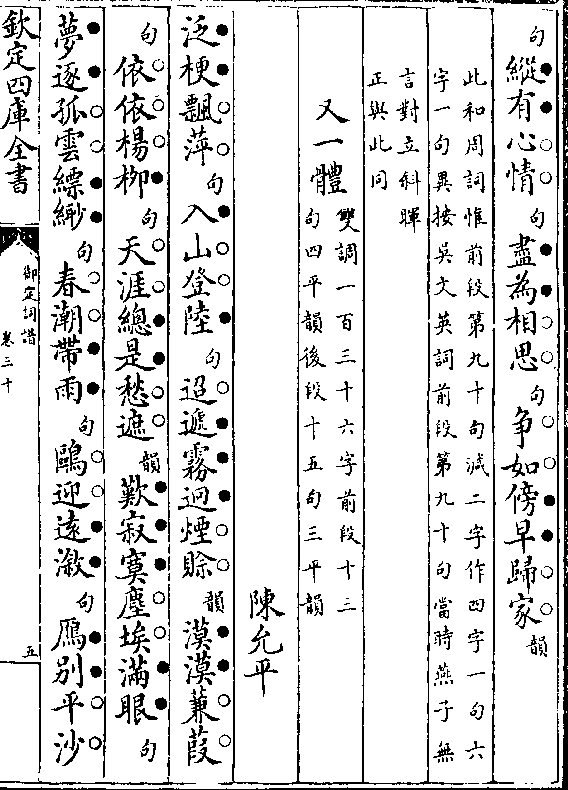 句縱有心情句盡為相思句爭如傍早歸家韻
此和周詞惟前段第九十句減二字作四字一句六
字一句異按吳文英詞前段第九十句當時燕子無
言對立斜暉
正與此同
又一體雙調一百三十六字前段十三
句四平韻後段十五句三平韻
陳允平
泛梗飄萍句入山登陸句迢遞霧迥煙賒韻漠漠蒹葭
句依依楊柳句天涯總是愁遮韻歎寂寞塵埃滿眼句
夢逐孤雲縹緲句春潮帶雨句鷗迎遠漵句鴈別平沙
欽定四庫全書
御定詞譜
卷三十
五